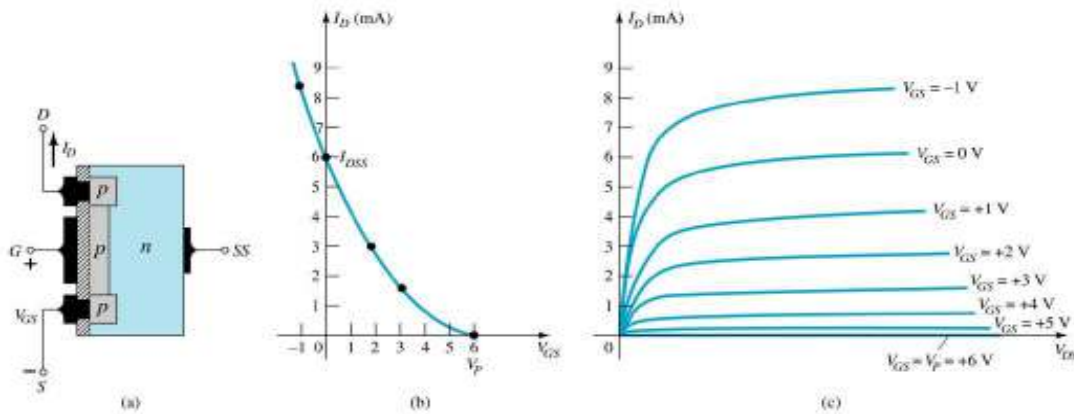 D
I_D
p
p
n
G
+
SS
p
V_GS
−
S
(a)
I_D (mA)
9
8
7
6
I_DSS
5
4
3
2
1
−1 0 1 2 3 4 5 6 V_GS
V_P
(b)
I_D (mA)
9
8
7
6
5
4
3
2
1
0
V_GS = −1 V
V_GS = 0 V
V_GS = +1 V
V_GS = +2 V
V_GS = +3 V
V_GS = +4 V
V_GS = +5 V
V_GS = V_P = +6 V
V_DS
(c)